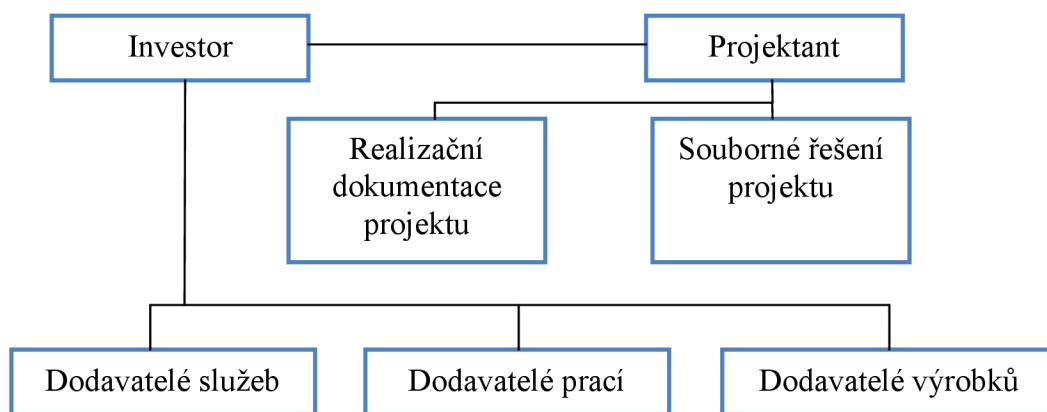 Investor
Projektant
Realizační
dokumentace
projektu
Souborné řešení
projektu
Dodavatelé služeb
Dodavatelé prací
Dodavatelé výrobků